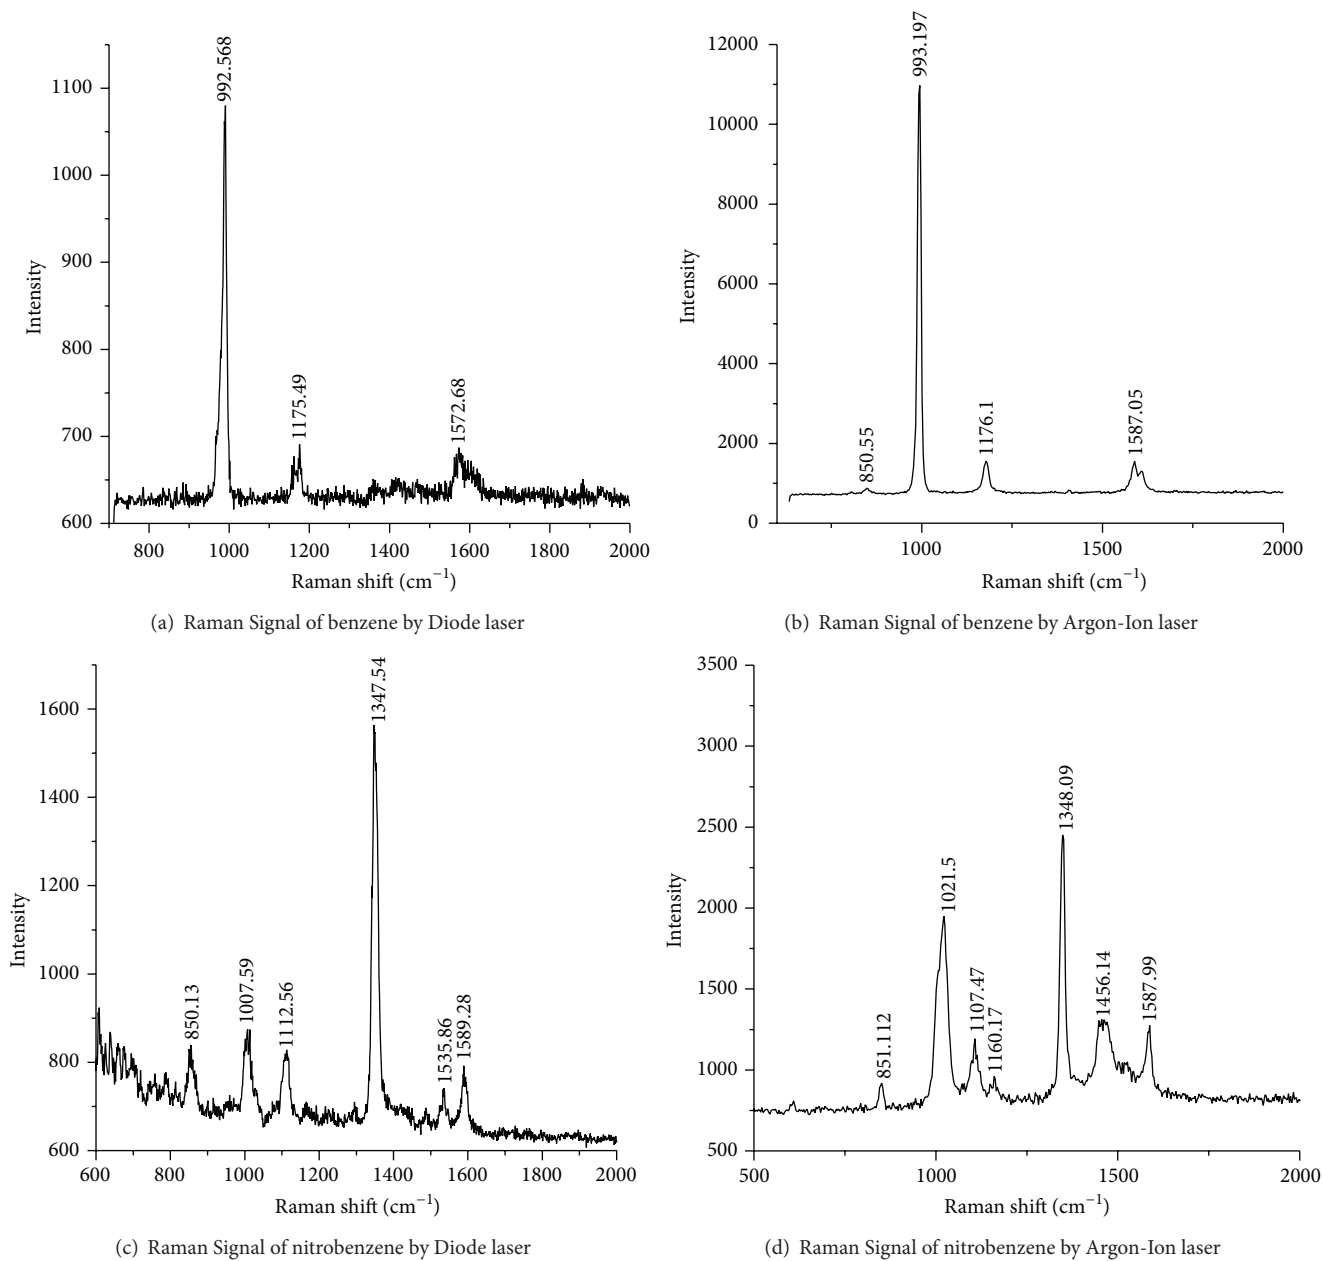 992.568
1100
1000
900
800
700
600
Intensity
1175.49
1572.68
800 1000 1200 1400 1600 1800 2000
Raman shift (cm⁻¹)
(a) Raman Signal of benzene by Diode laser
993.197
12000
10000
8000
6000
4000
2000
0
Intensity
850.55
1176.1
1587.05
1000 1500 2000
Raman shift (cm⁻¹)
(b) Raman Signal of benzene by Argon-Ion laser
1347.54
1600
1400
1200
1000
800
600
Intensity
850.13
1007.59
1112.56
1535.86
1589.28
600 800 1000 1200 1400 1600 1800 2000
Raman shift (cm⁻¹)
(c) Raman Signal of nitrobenzene by Diode laser
3500
3000
2500
2000
1500
1000
500
Intensity
851.112
1021.5
1107.47
1160.17
1348.09
1456.14
1587.99
500 1000 1500 2000
Raman shift (cm⁻¹)
(d) Raman Signal of nitrobenzene by Argon-Ion laser